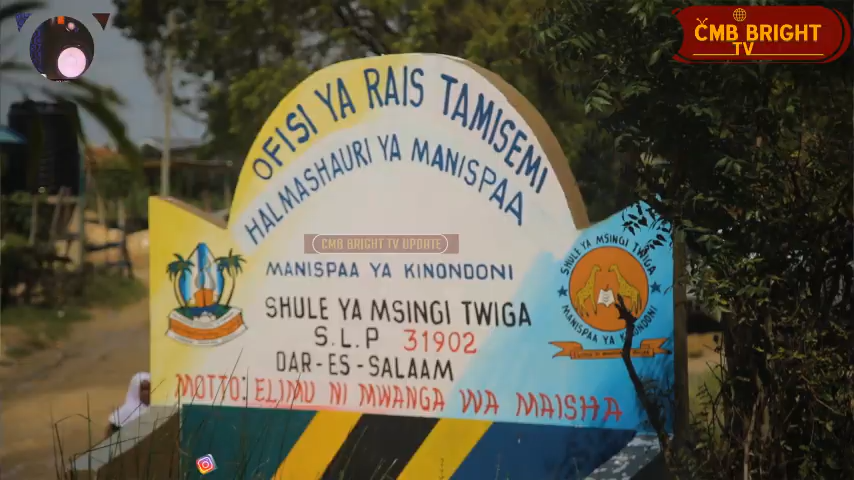 CMB BRIGHT
TV
OFISI YA RAIS TAMISEMI
HALMASHAURI YA MANISPAA
CMB BRIGHT TV UPDATE
MANISPAA YA KINONDONI
SHULE YA MSINGI TWIGA
S.L.P 31902
DAR-ES-SALAAM
MOTTO: ELIMU NI MWANGA WA MAISHA
SHULE YA MSINGI TWIGA
MANISPAA YA KINONDONI